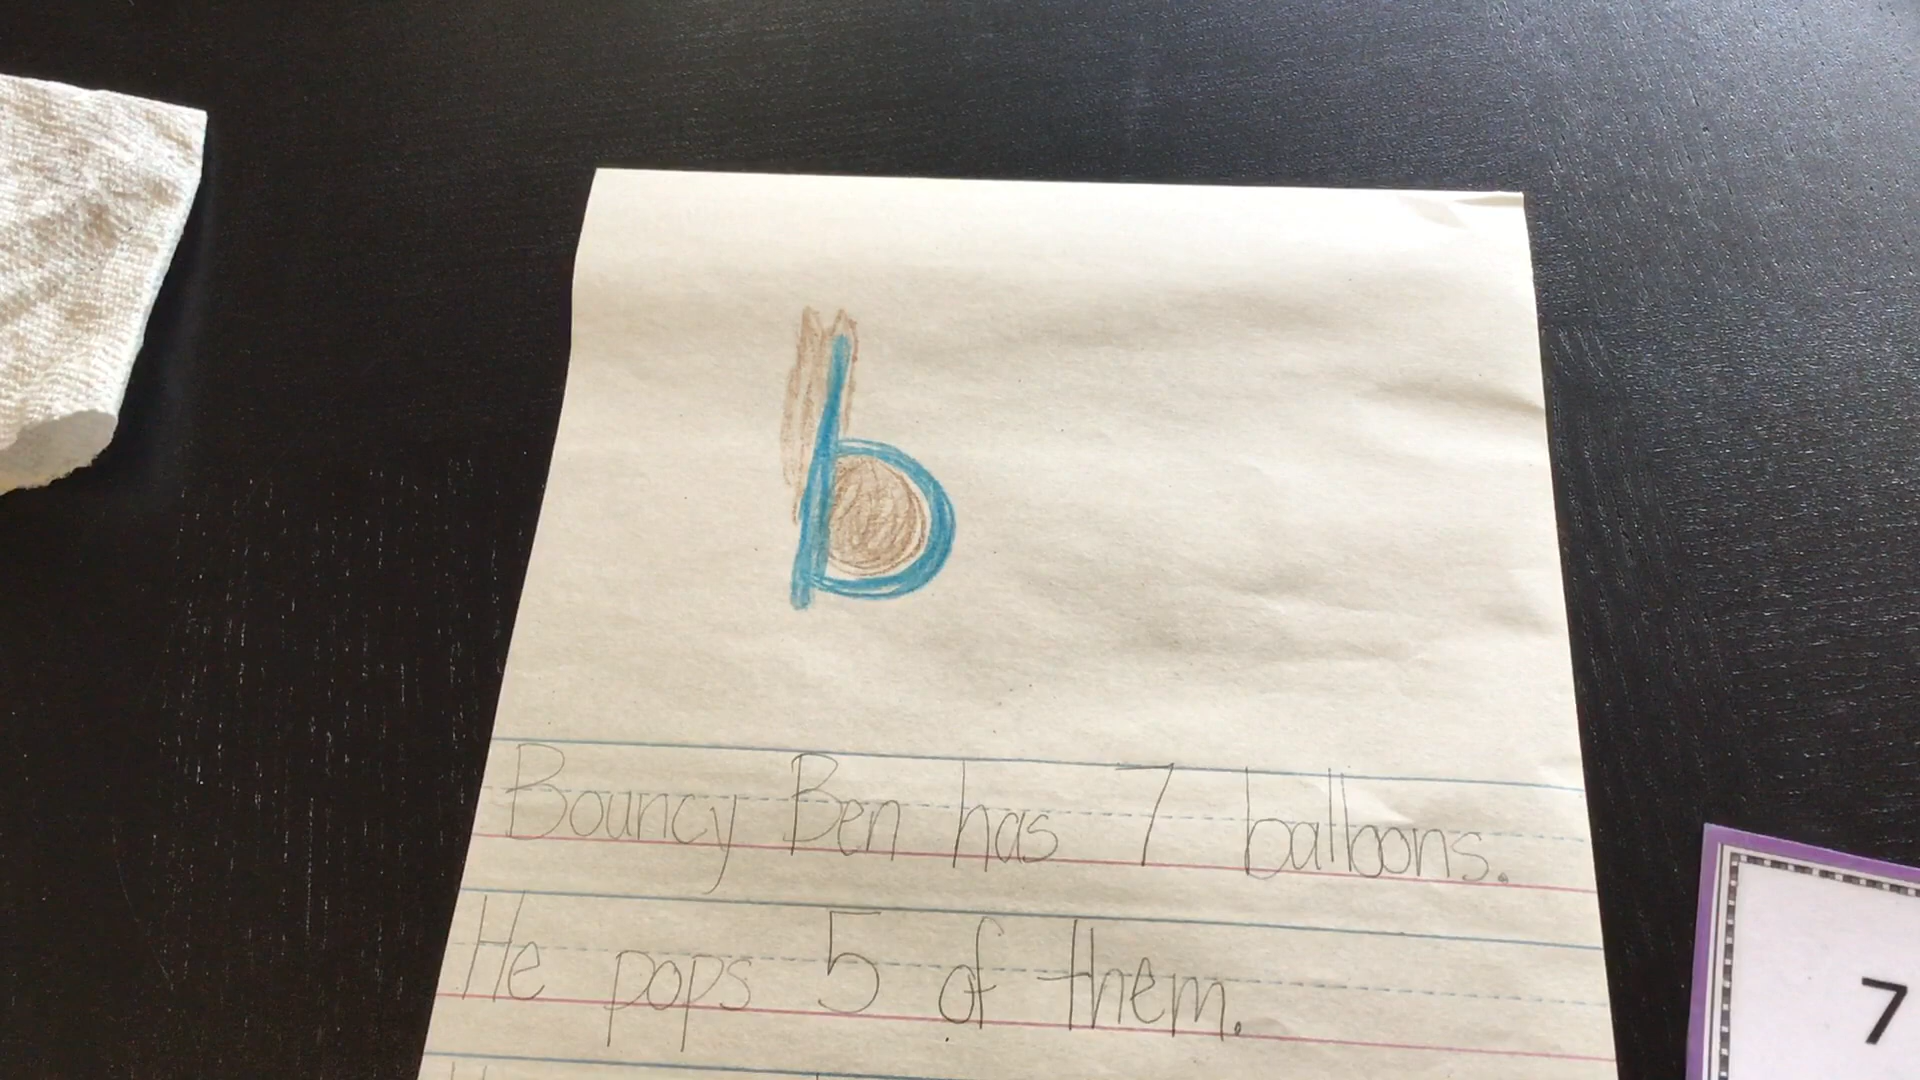 b
Bouncy Ben has 7 balloons.
He pops 5 of them.
7